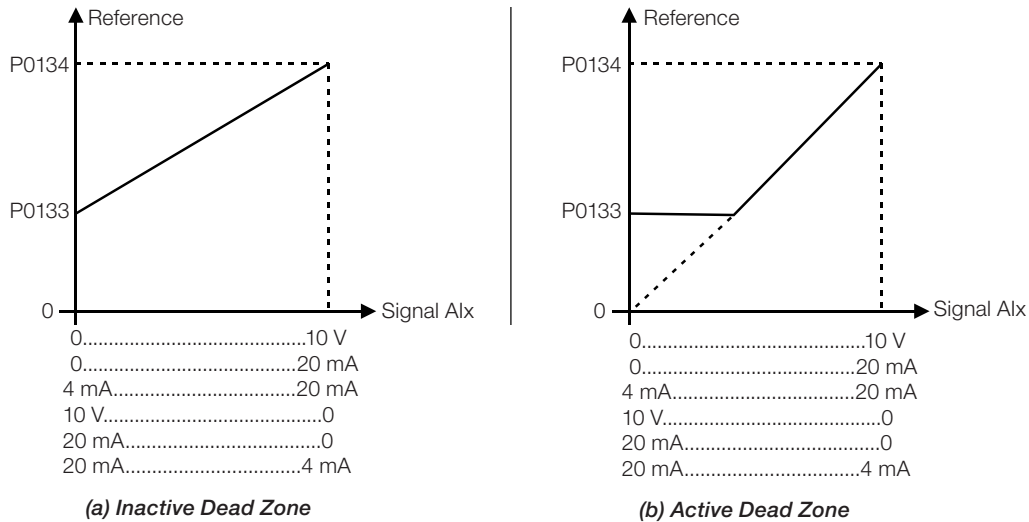 Reference
P0134
P0133
0
Signal AIx
0........................................10 V
0......................................20 mA
4 mA.................................20 mA
10 V.......................................0
20 mA...................................0
20 mA...............................4 mA
(a) Inactive Dead Zone
Reference
P0134
P0133
0
Signal AIx
0.........................................10 V
0......................................20 mA
4 mA.................................20 mA
10 V.......................................0
20 mA....................................0
20 mA...............................4 mA
(b) Active Dead Zone